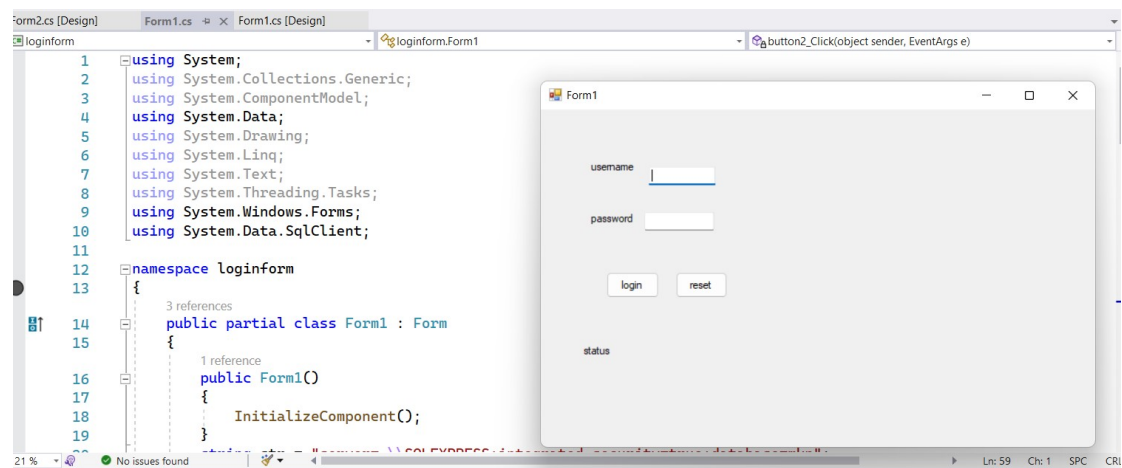 Form2.cs [Design] Form1.cs Form1.cs [Design]
loginform loginform.Form1 button2_Click(object sender, EventArgs e)
1 using System;
2 using System.Collections.Generic;
3 using System.ComponentModel;
4 using System.Data;
5 using System.Drawing;
6 using System.Linq;
7 using System.Text;
8 using System.Threading.Tasks;
9 using System.Windows.Forms;
10 using System.Data.SqlClient;
11
12 namespace loginform
13 {
3 references
14 public partial class Form1 : Form
15 {
1 reference
16 public Form1()
17 {
18 InitializeComponent();
19 }
Form1
username
password
login reset
status
21 % No issues found Ln: 59 Ch: 1 SPC